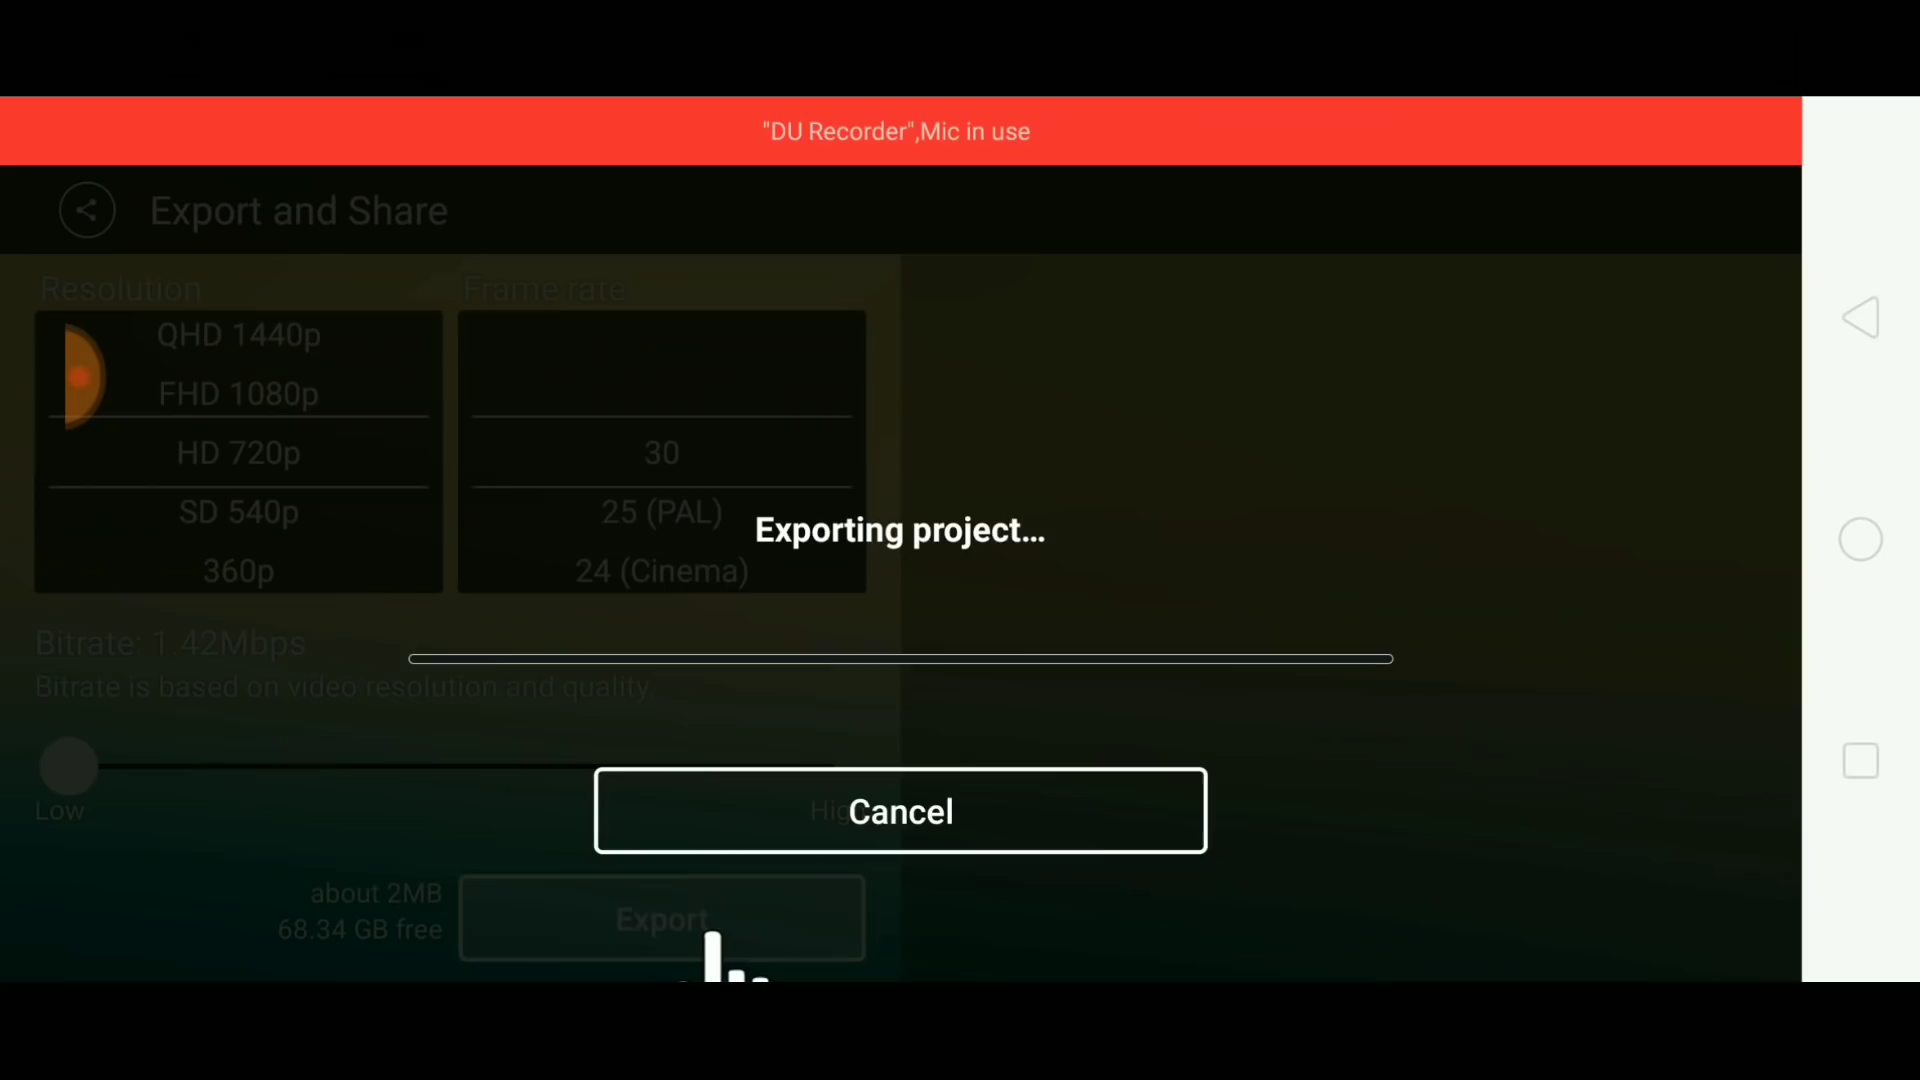 "DU Recorder",Mic in use
Export and Share
Resolution
Frame rate
QHD 1440p
FHD 1080p
HD 720p
SD 540p
360p
30
25 (PAL)
24 (Cinema)
Exporting project...
Bitrate: 1.42Mbps
Bitrate is based on video resolution and quality.
Low
High
Cancel
about 2MB
68.34 GB free
Export